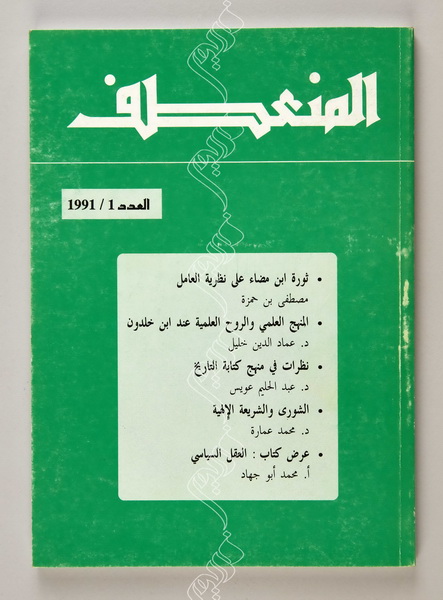 المنعطف
العدد 1 / 1991
• ثورة ابن مضاء على نظرية العامل
مصطفى بن حمزة
• المنهج العلمي والروح العلمية عند ابن خلدون
د. عماد الدين خليل
• نظرات في منهج كتابة التاريخ
د. عبد الحليم عويس
• الشورى والشريعة الإلهية
د. محمد عمارة
• عرض كتاب : العقل السياسي
أ. محمد أبو جهاد